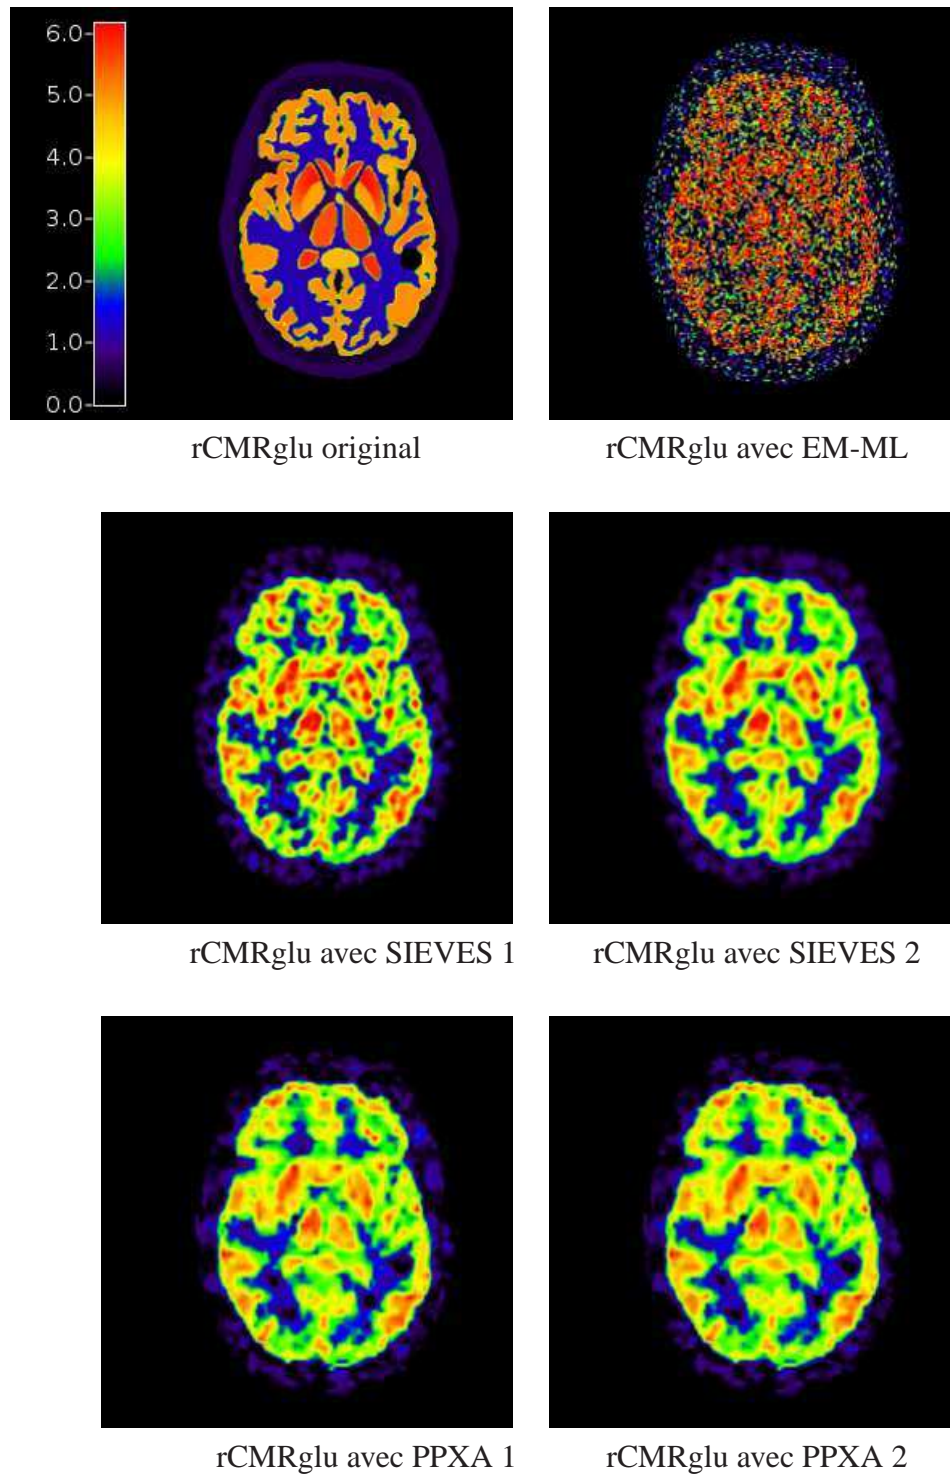 6.0
5.0
4.0
3.0
2.0
1.0
0.0
rCMRglu original
rCMRglu avec EM-ML
rCMRglu avec SIEVES 1
rCMRglu avec SIEVES 2
rCMRglu avec PPXA 1
rCMRglu avec PPXA 2